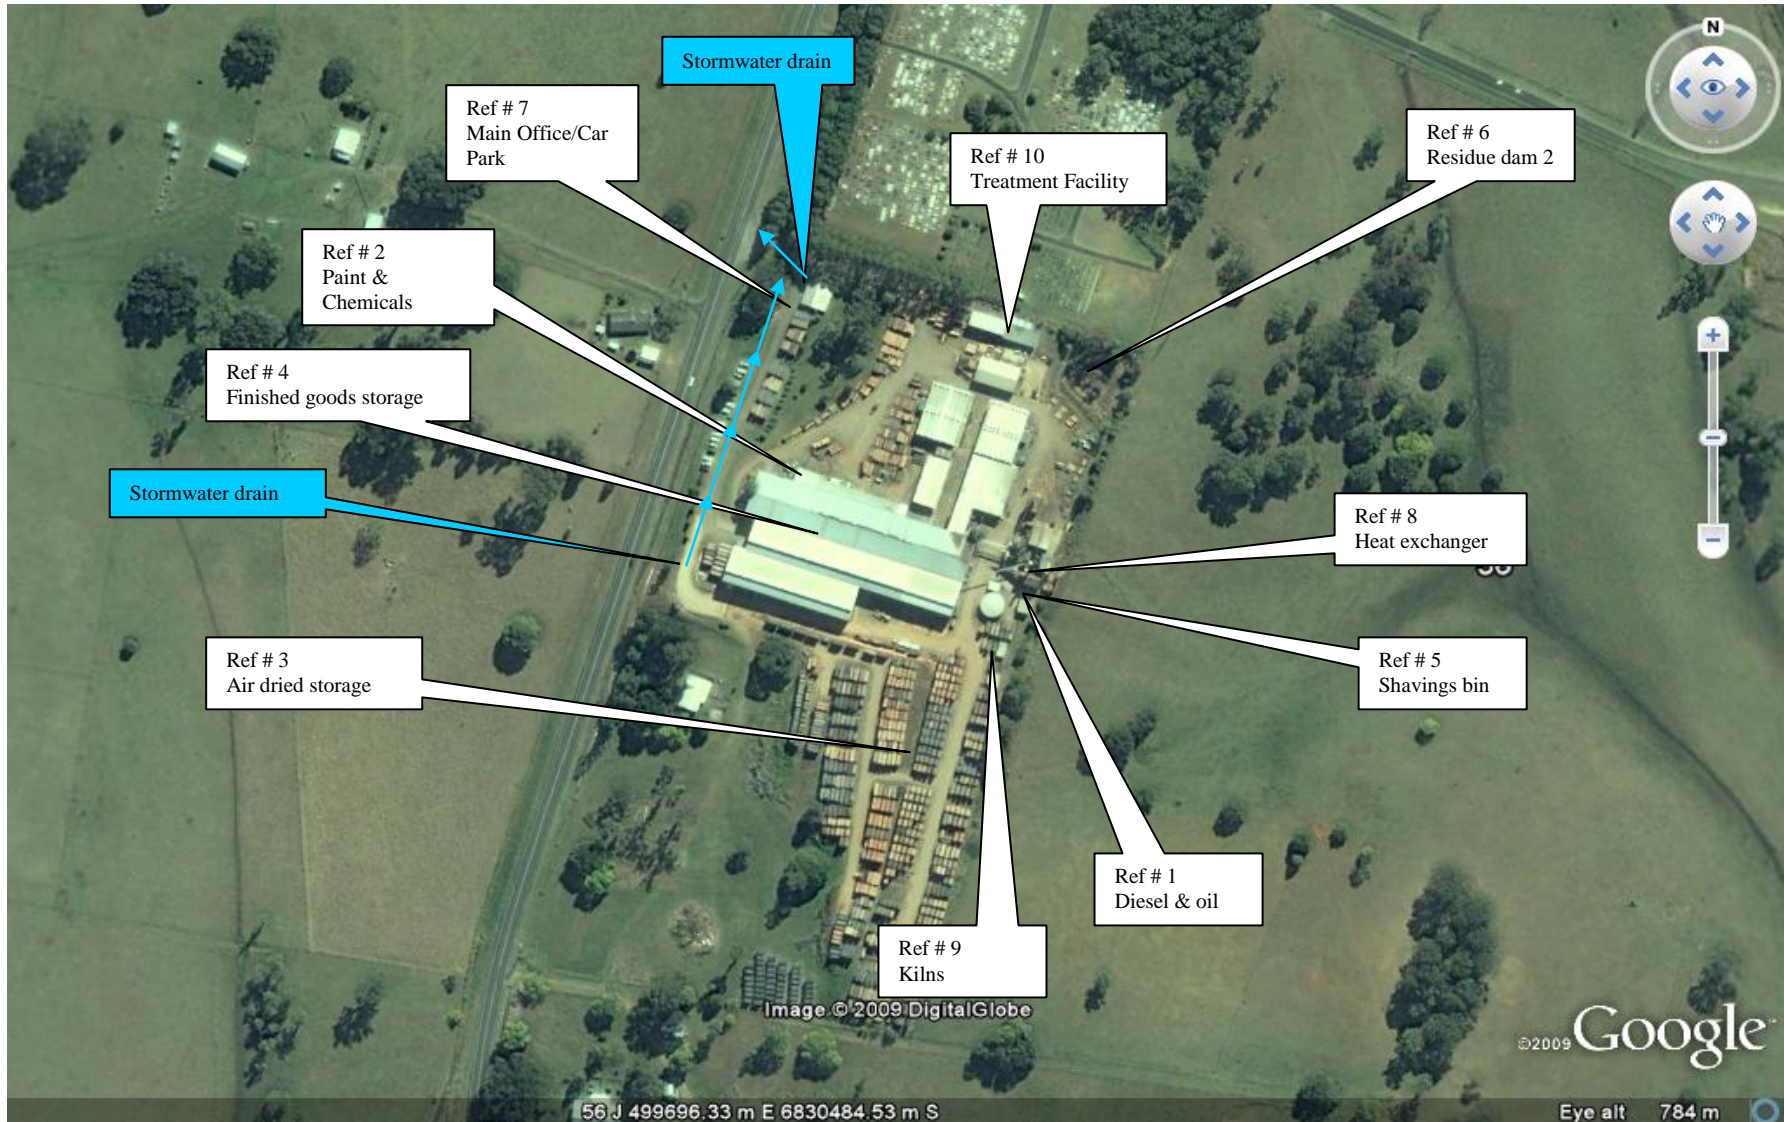 N
Stormwater drain
Ref # 7
Main Office/Car
Park
Ref # 10
Treatment Facility
Ref # 6
Residue dam 2
Ref # 2
Paint &
Chemicals
Ref # 4
Finished goods storage
Stormwater drain
Ref # 8
Heat exchanger
Ref # 3
Air dried storage
Ref # 5
Shavings bin
Ref # 1
Diesel & oil
Ref # 9
Kilns
Image © 2009 DigitalGlobe
©2009 Google
56 J 499696.33 m E 6830484.53 m S
Eye alt 784 m